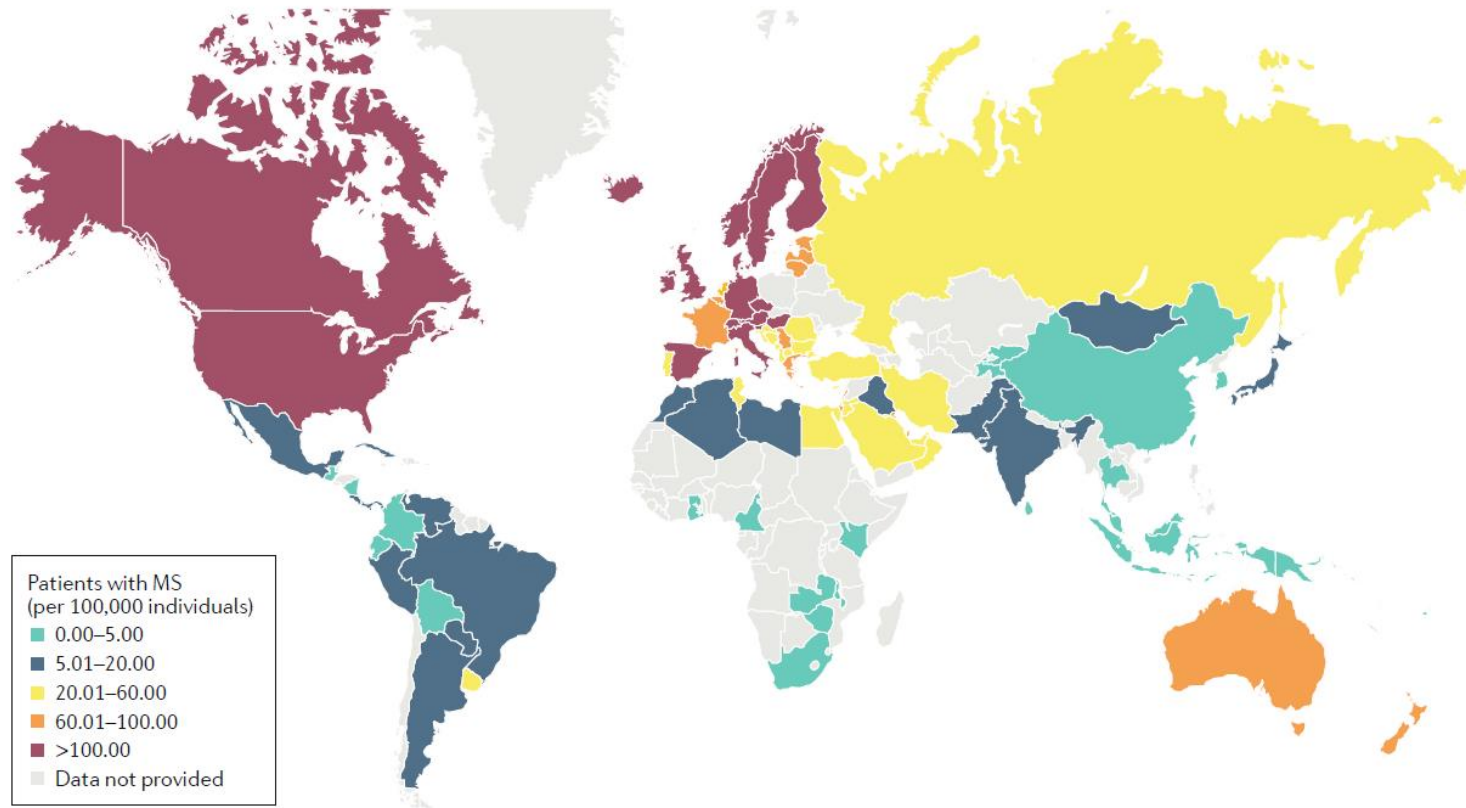 Patients with MS
(per 100,000 individuals)
0.00–5.00
5.01–20.00
20.01–60.00
60.01–100.00
>100.00
Data not provided